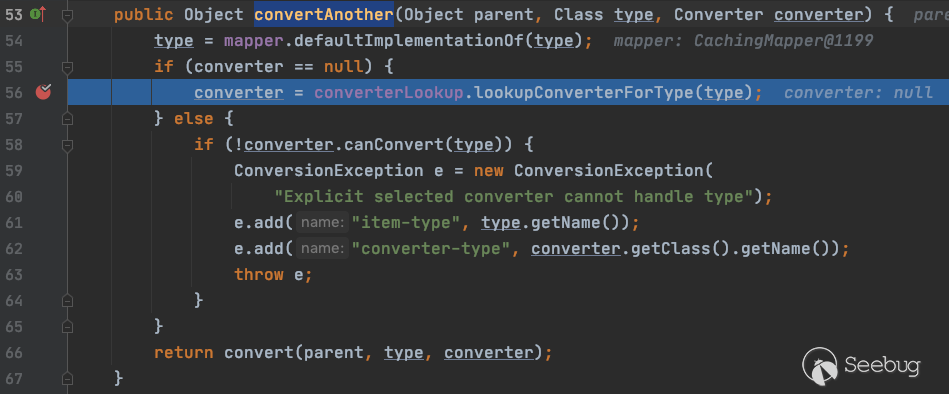 53 public Object convertAnother(Object parent, Class type, Converter converter) { pare
54 type = mapper.defaultImplementationOf(type); mapper: CachingMapper@1199
55 if (converter == null) {
56 converter = converterLookup.lookupConverterForType(type); converter: null
57 } else {
58 if (!converter.canConvert(type)) {
59 ConversionException e = new ConversionException(
60 "Explicit selected converter cannot handle type");
61 e.add( name: "item-type", type.getName());
62 e.add( name: "converter-type", converter.getClass().getName());
63 throw e;
64 }
65 }
66 return convert(parent, type, converter);
67 }
Seebug